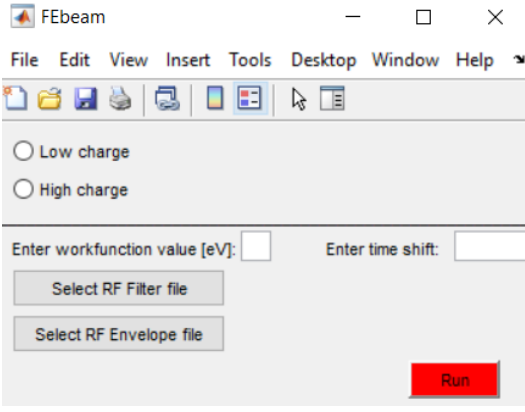 FEbeam
File Edit View Insert Tools Desktop Window Help
Low charge
High charge
Enter workfunction value [eV]: Enter time shift:
Select RF Filter file
Select RF Envelope file
Run